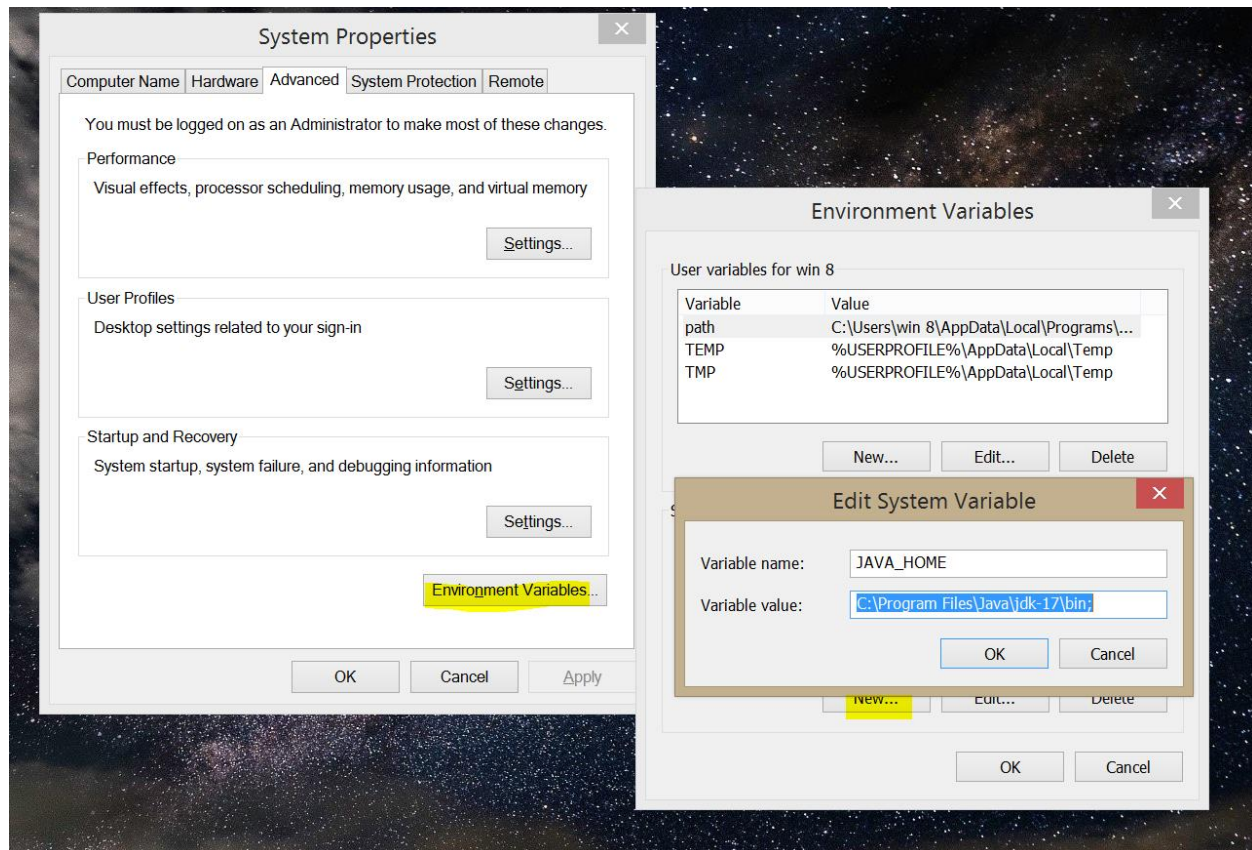 System Properties
Computer Name Hardware Advanced System Protection Remote
You must be logged on as an Administrator to make most of these changes.
Performance
Visual effects, processor scheduling, memory usage, and virtual memory
Settings...
User Profiles
Desktop settings related to your sign-in
Settings...
Startup and Recovery
System startup, system failure, and debugging information
Settings...
Environment Variables...
OK Cancel Apply
Environment Variables
User variables for win 8
Variable Value
path C:\Users\win 8\AppData\Local\Programs\...
TEMP %USERPROFILE%\AppData\Local\Temp
TMP %USERPROFILE%\AppData\Local\Temp
New... Edit... Delete
Edit System Variable
Variable name: JAVA_HOME
Variable value: C:\Program Files\Java\jdk-17\bin;
OK Cancel
New... Edit... Delete
OK Cancel